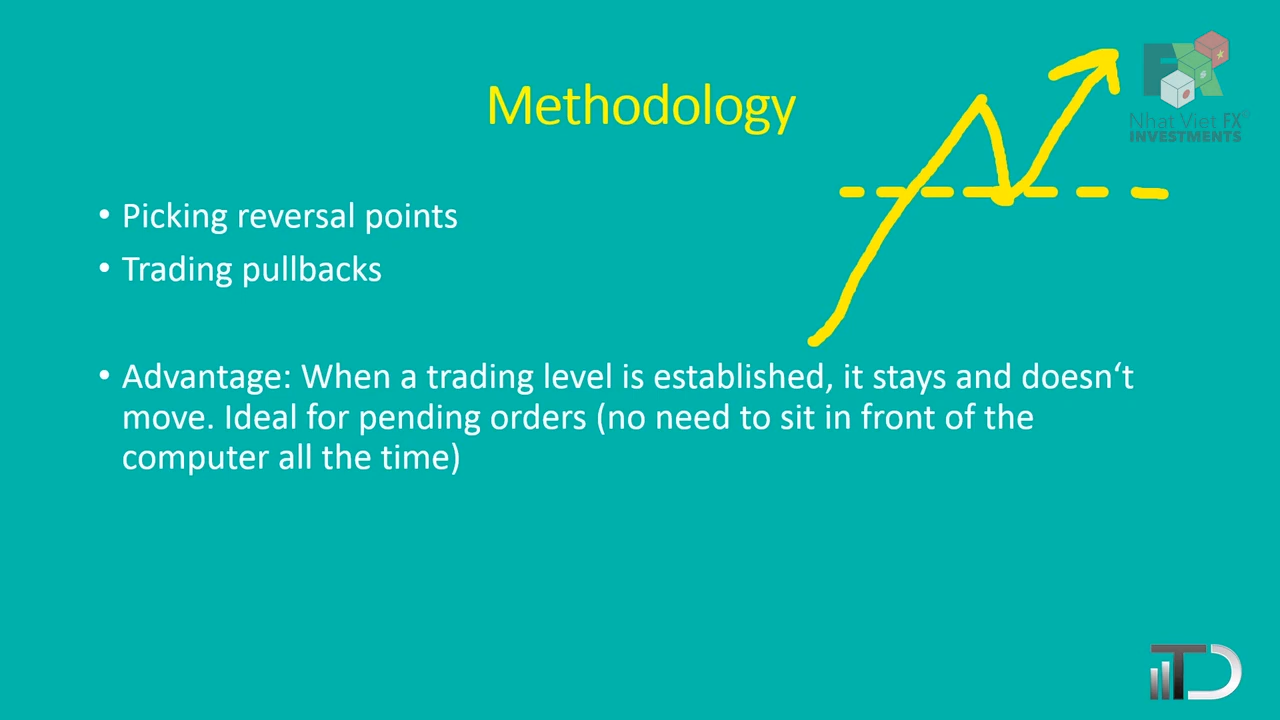 Methodology
Nhat Viet FX®
INVESTMENTS
• Picking reversal points
• Trading pullbacks
• Advantage: When a trading level is established, it stays and doesn‘t
move. Ideal for pending orders (no need to sit in front of the
computer all the time)
TD